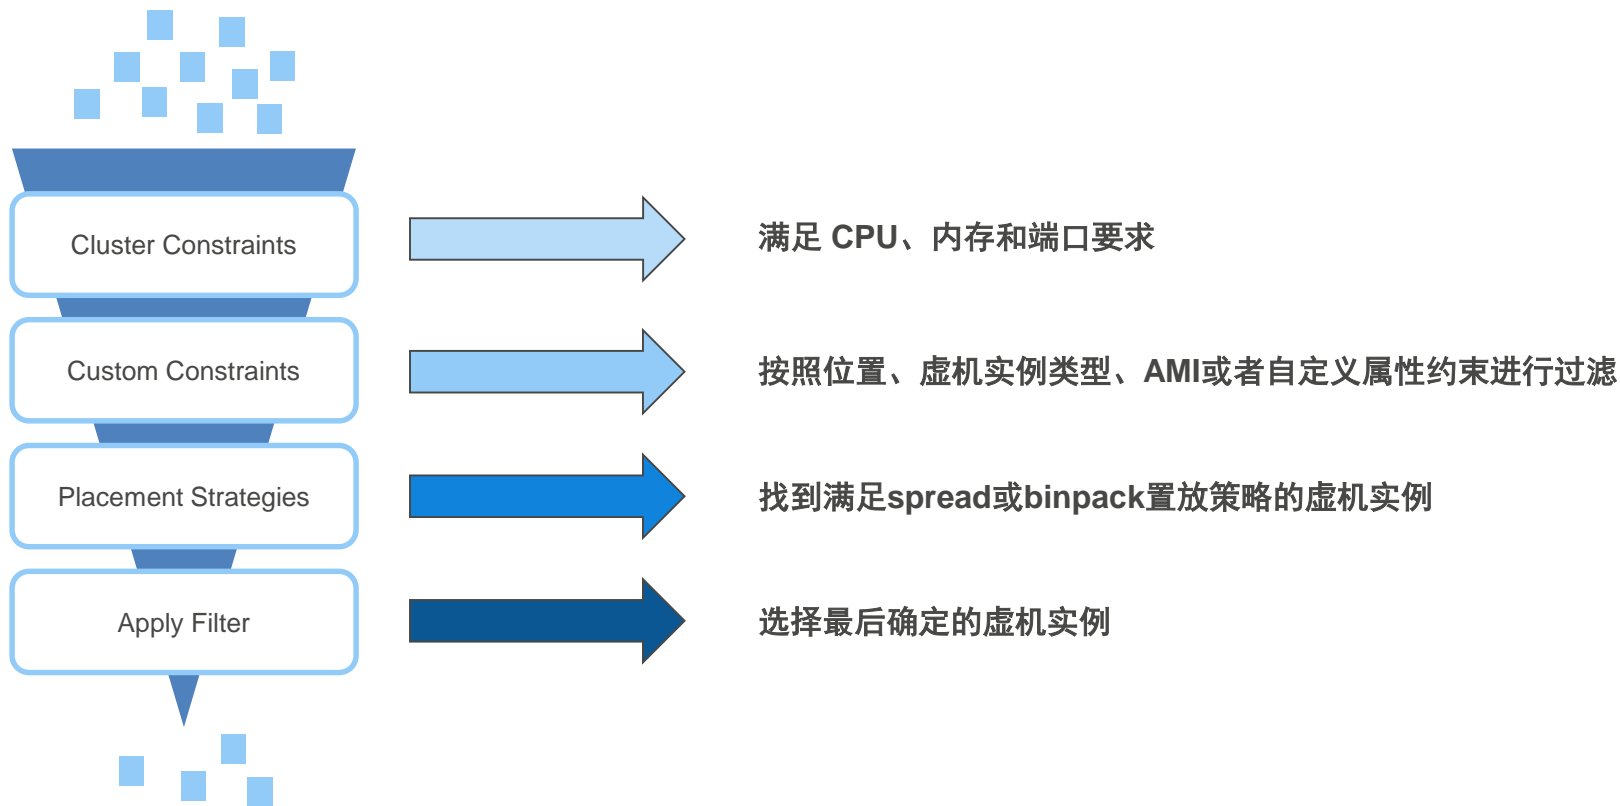 Cluster Constraints
满足 CPU、内存和端口要求
Custom Constraints
按照位置、虚机实例类型、AMI或者自定义属性约束进行过滤
Placement Strategies
找到满足spread或binpack置放策略的虚机实例
Apply Filter
选择最后确定的虚机实例